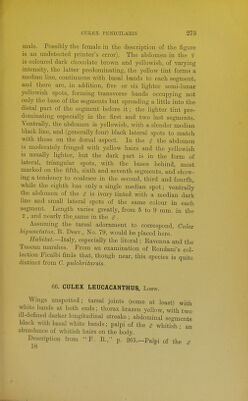 CULEX PENICILLARIS 273
male. Possibly the female in the description of the figure
is an undetected printer's error). The abdomen in the ♀
is coloured dark chocolate brown and yellowish, of varying
intensity, the latter predominating, the yellow tint forms a
median line, continuous with basal bands to each segment,
and there are, in addition, five or six lighter semi-lunar
yellowish spots, forming transverse bands occupying not
only the base of the segments but spreading a little into the
distal part of the segment before it; the lighter tint pre-
dominating especially in the first and two last segments.
Ventrally, the abdomen is yellowish, with a slender median
black line, and (generally four) black lateral spots to match
with those on the dorsal aspect. In the ♂ the abdomen
is moderately fringed with yellow hairs and the yellowish
is usually lighter, but the dark part is in the form of
lateral, triangular spots, with the bases behind, most
marked on the fifth, sixth and seventh segments, and show-
ing a tendency to coalesce in the second, third and fourth,
while the eighth has only a single median spot; ventrally
the abdomen of the ♂ is ivory tinted with a median dark
line and small lateral spots of the same colour in each
segment. Length varies greatly, from 5 to 9 mm. in the
♀, and nearly the same in the ♂.
Assuming the tarsal adornment to correspond, Culex
bipunctatus, R. Desv., No. 79, would be placed here.
Habitat.—Italy, especially the littoral; Ravenna and the
Tuscan marshes. From an examination of Rondani's col-
lection Ficalbi finds that, though near, this species is quite
distinct from C. pulchritarsis.
66. CULEX LEUCACANTHUS, Loew.
Wings unspotted; tarsal joints (some at least) with
white bands at both ends; thorax krazen yellow, with two
ill-defined darker longitudinal streaks; abdominal segments
black with basal white bands; palpi of the ♂ whitish; an
abundance of whitish hairs on the body.
Description from "F. R.," p. 263.—Palpi of the ♂
18